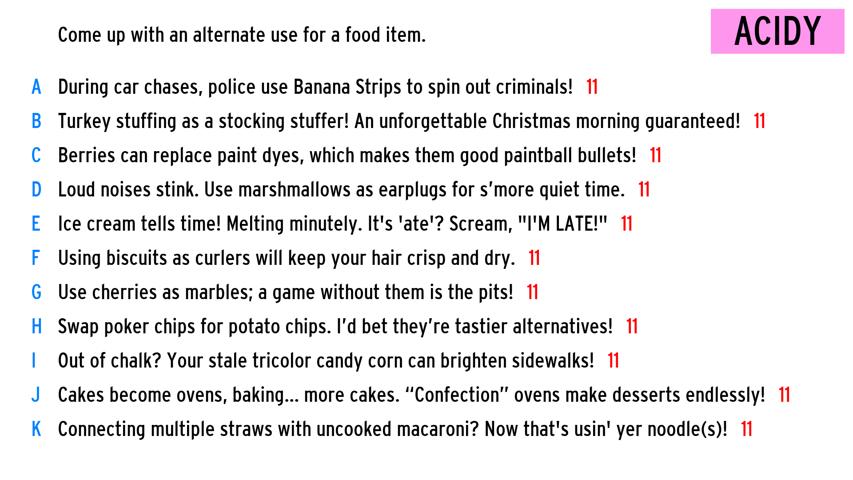 Come up with an alternate use for a food item.
ACIDY
A During car chases, police use Banana Strips to spin out criminals! 11
B Turkey stuffing as a stocking stuffer! An unforgettable Christmas morning guaranteed! 11
C Berries can replace paint dyes, which makes them good paintball bullets! 11
D Loud noises stink. Use marshmallows as earplugs for s’more quiet time. 11
E Ice cream tells time! Melting minutely. It's 'ate'? Scream, "I'M LATE!" 11
F Using biscuits as curlers will keep your hair crisp and dry. 11
G Use cherries as marbles; a game without them is the pits! 11
H Swap poker chips for potato chips. I’d bet they’re tastier alternatives! 11
I Out of chalk? Your stale tricolor candy corn can brighten sidewalks! 11
J Cakes become ovens, baking... more cakes. “Confection” ovens make desserts endlessly! 11
K Connecting multiple straws with uncooked macaroni? Now that's usin' yer noodle(s)! 11